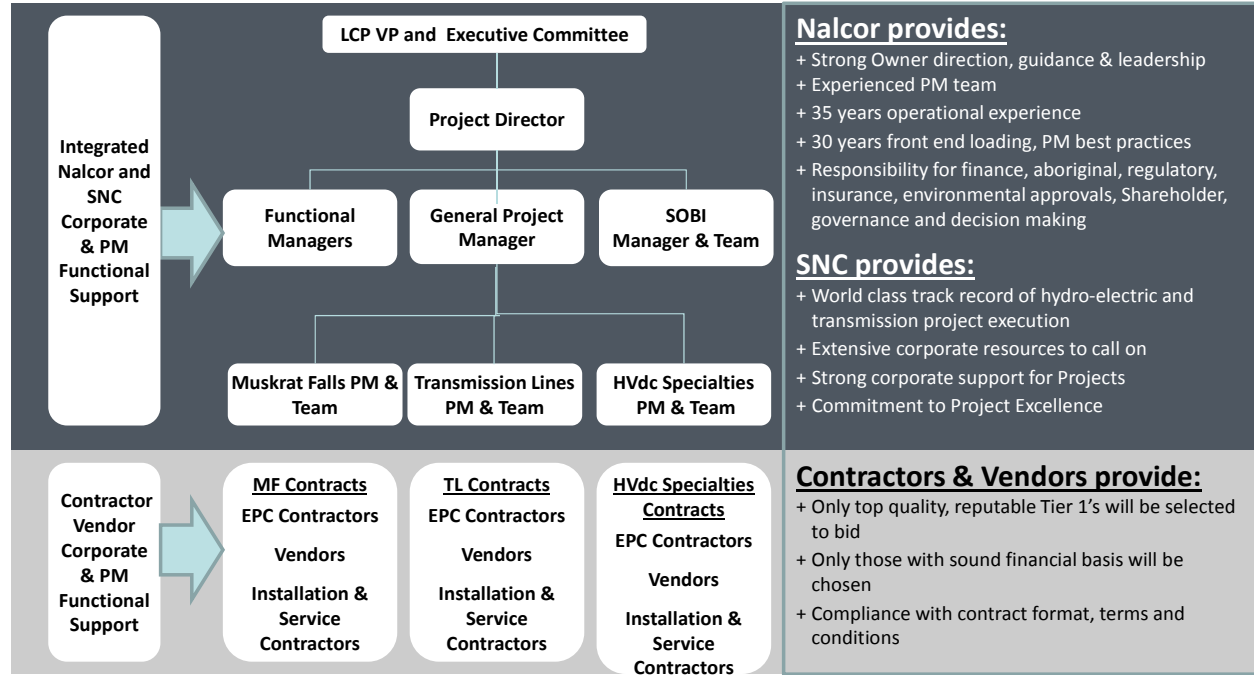 Integrated
Nalcor and
SNC
Corporate
& PM
Functional
Support
LCP VP and Executive Committee
Project Director
Functional
Managers
General Project
Manager
SOBI
Manager & Team
Muskrat Falls PM &
Team
Transmission Lines
PM & Team
HVdc Specialties
PM & Team
Contractor
Vendor
Corporate
& PM
Functional
Support
MF Contracts
EPC Contractors
Vendors
Installation &
Service
Contractors
TL Contracts
EPC Contractors
Vendors
Installation &
Service
Contractors
HVdc Specialties
Contracts
EPC Contractors
Vendors
Installation &
Service
Contractors
Nalcor provides:
+ Strong Owner direction, guidance & leadership
+ Experienced PM team
+ 35 years operational experience
+ 30 years front end loading, PM best practices
+ Responsibility for finance, aboriginal, regulatory,
insurance, environmental approvals, Shareholder,
governance and decision making
SNC provides:
+ World class track record of hydro-electric and
transmission project execution
+ Extensive corporate resources to call on
+ Strong corporate support for Projects
+ Commitment to Project Excellence
Contractors & Vendors provide:
+ Only top quality, reputable Tier 1's will be selected
to bid
+ Only those with sound financial basis will be
chosen
+ Compliance with contract format, terms and
conditions